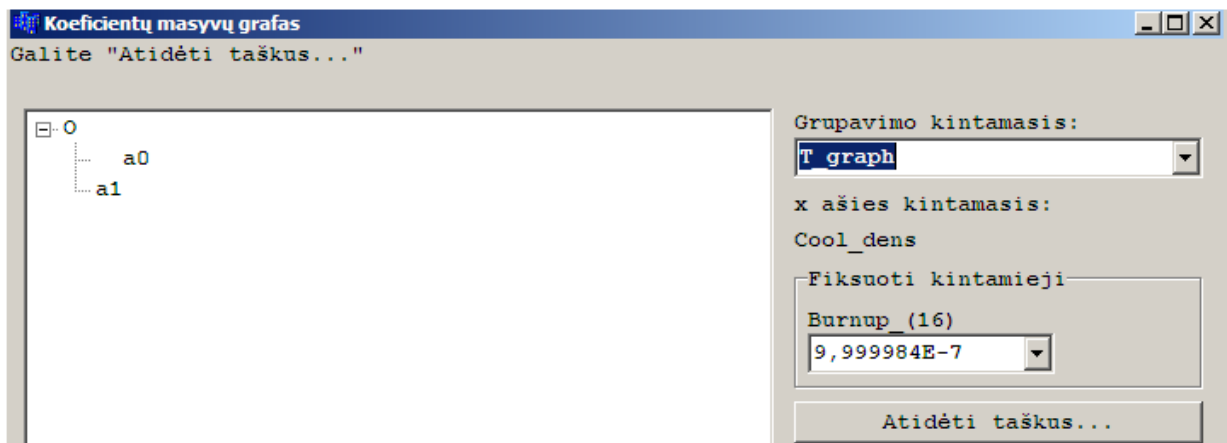 Koeficientų masyvų grafas
Galite "Atidėti taškus..."
O
a0
a1
Grupavimo kintamasis:
T_graph
x ašies kintamasis:
Cool_dens
Fiksuoti kintamieji
Burnup_(16)
9,999984E-7
Atidėti taškus...